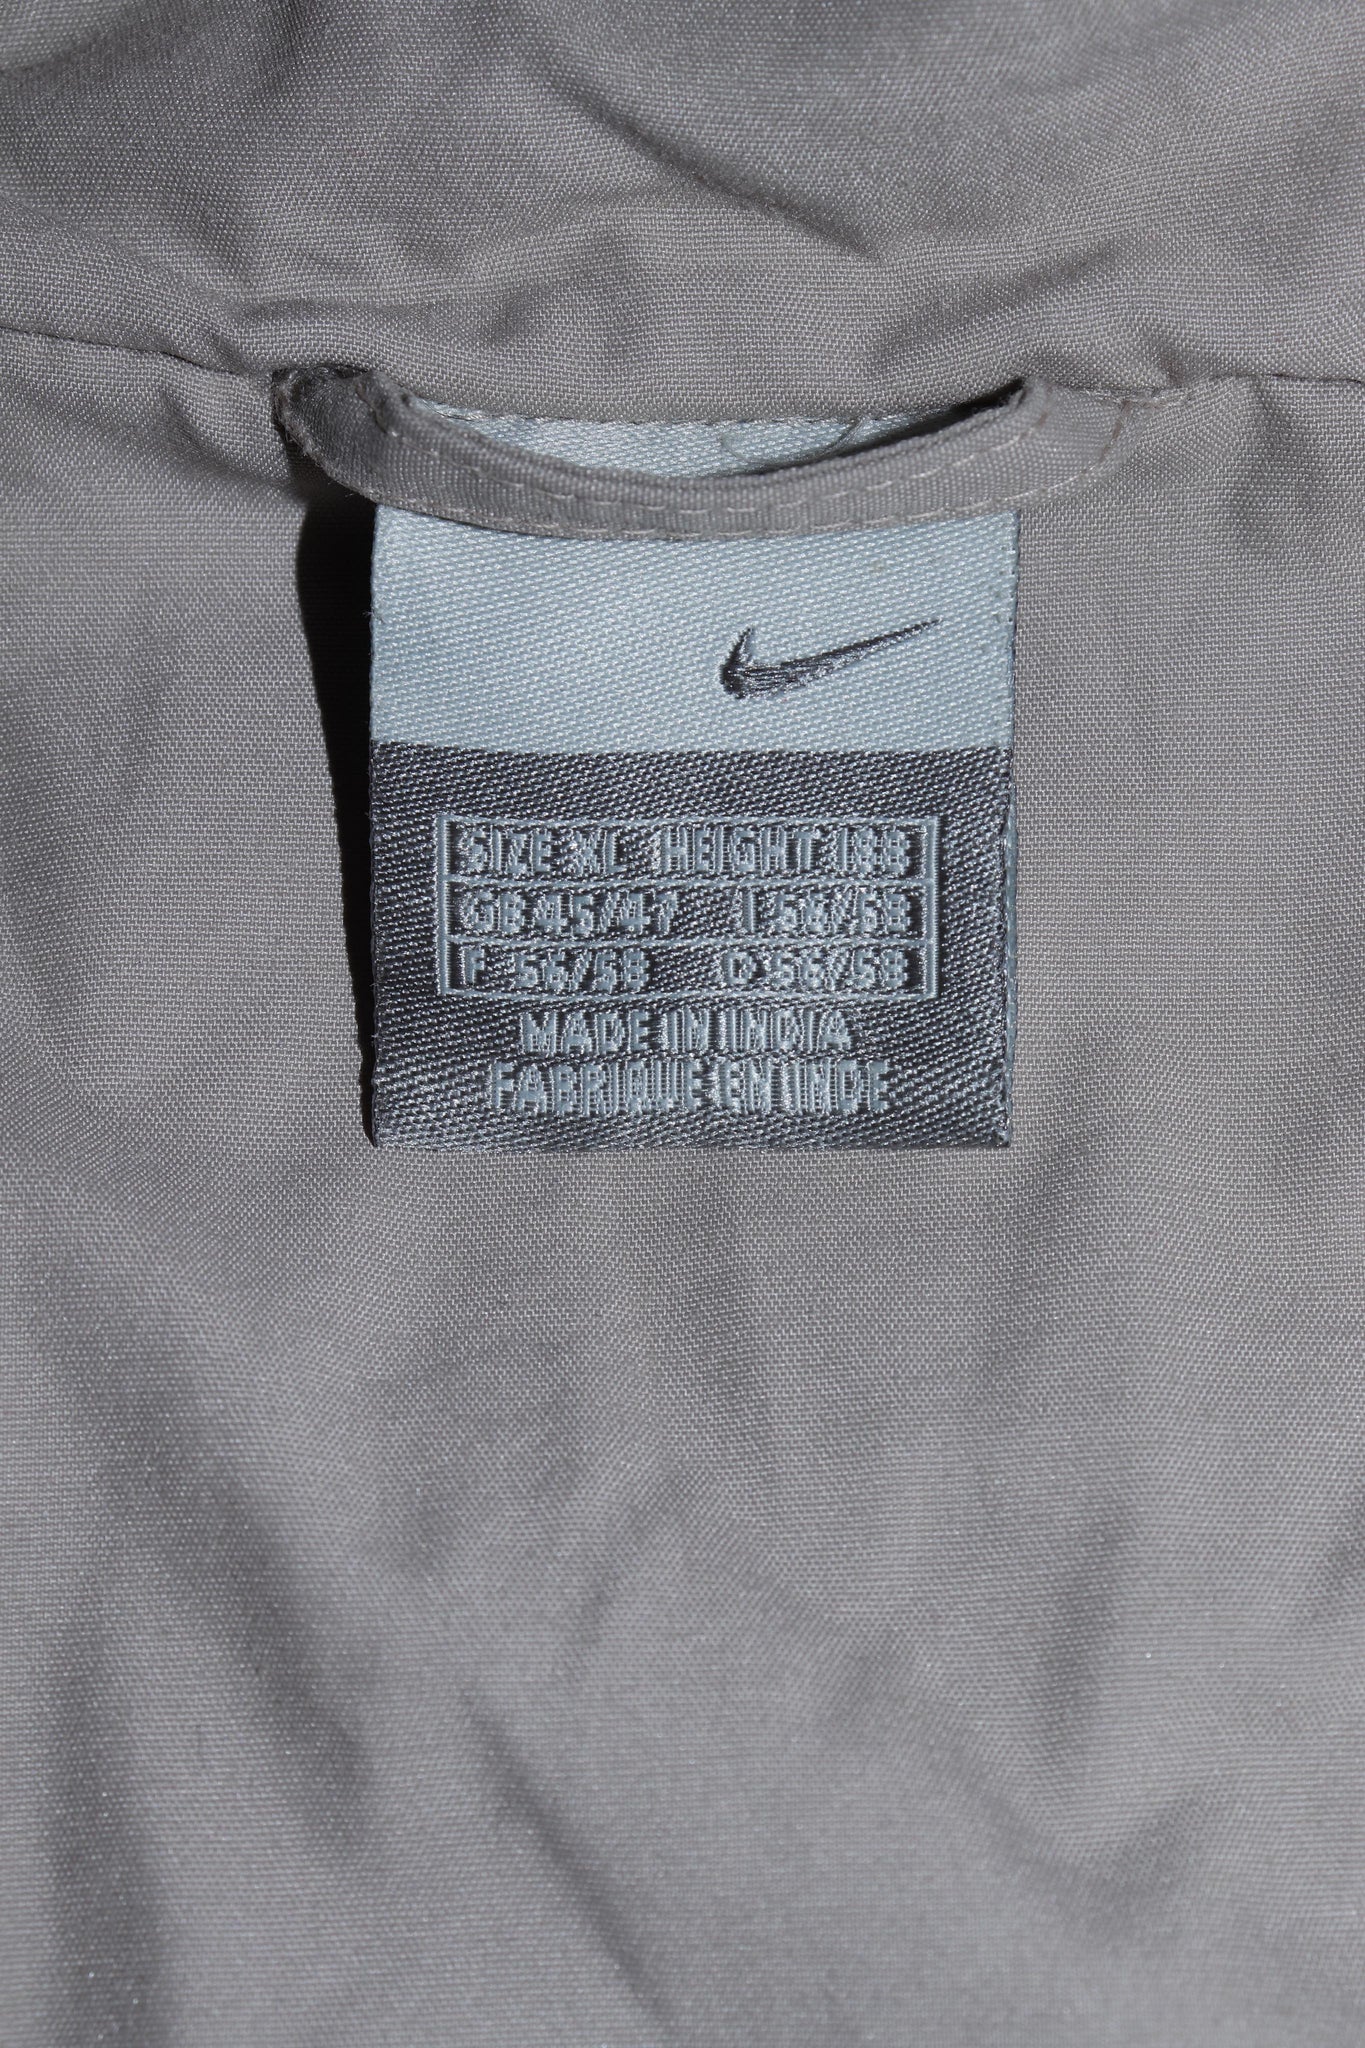 SIZE XL HEIGHT 188
GB 45/47 I 56/58
F 56/58 D 56/58
MADE IN INDIA
FABRIQUE EN INDE